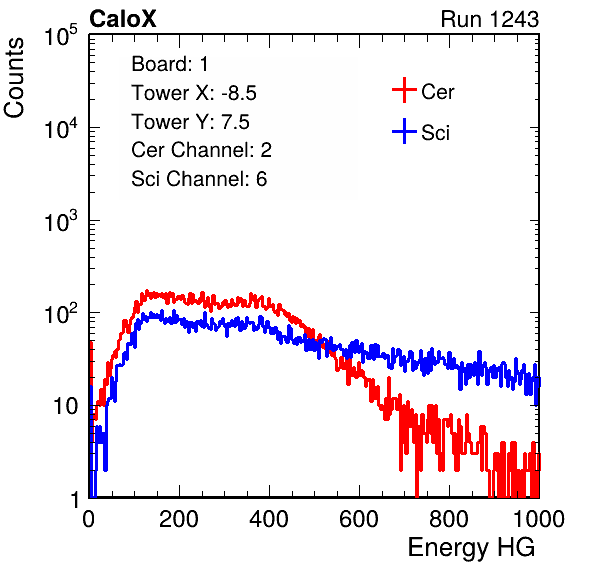 CaloX Run 1243
Counts
10^5
10^4
10^3
10^2
10
1
Board: 1
Tower X: -8.5
Tower Y: 7.5
Cer Channel: 2
Sci Channel: 6
Cer
Sci
0 200 400 600 800 1000
Energy HG